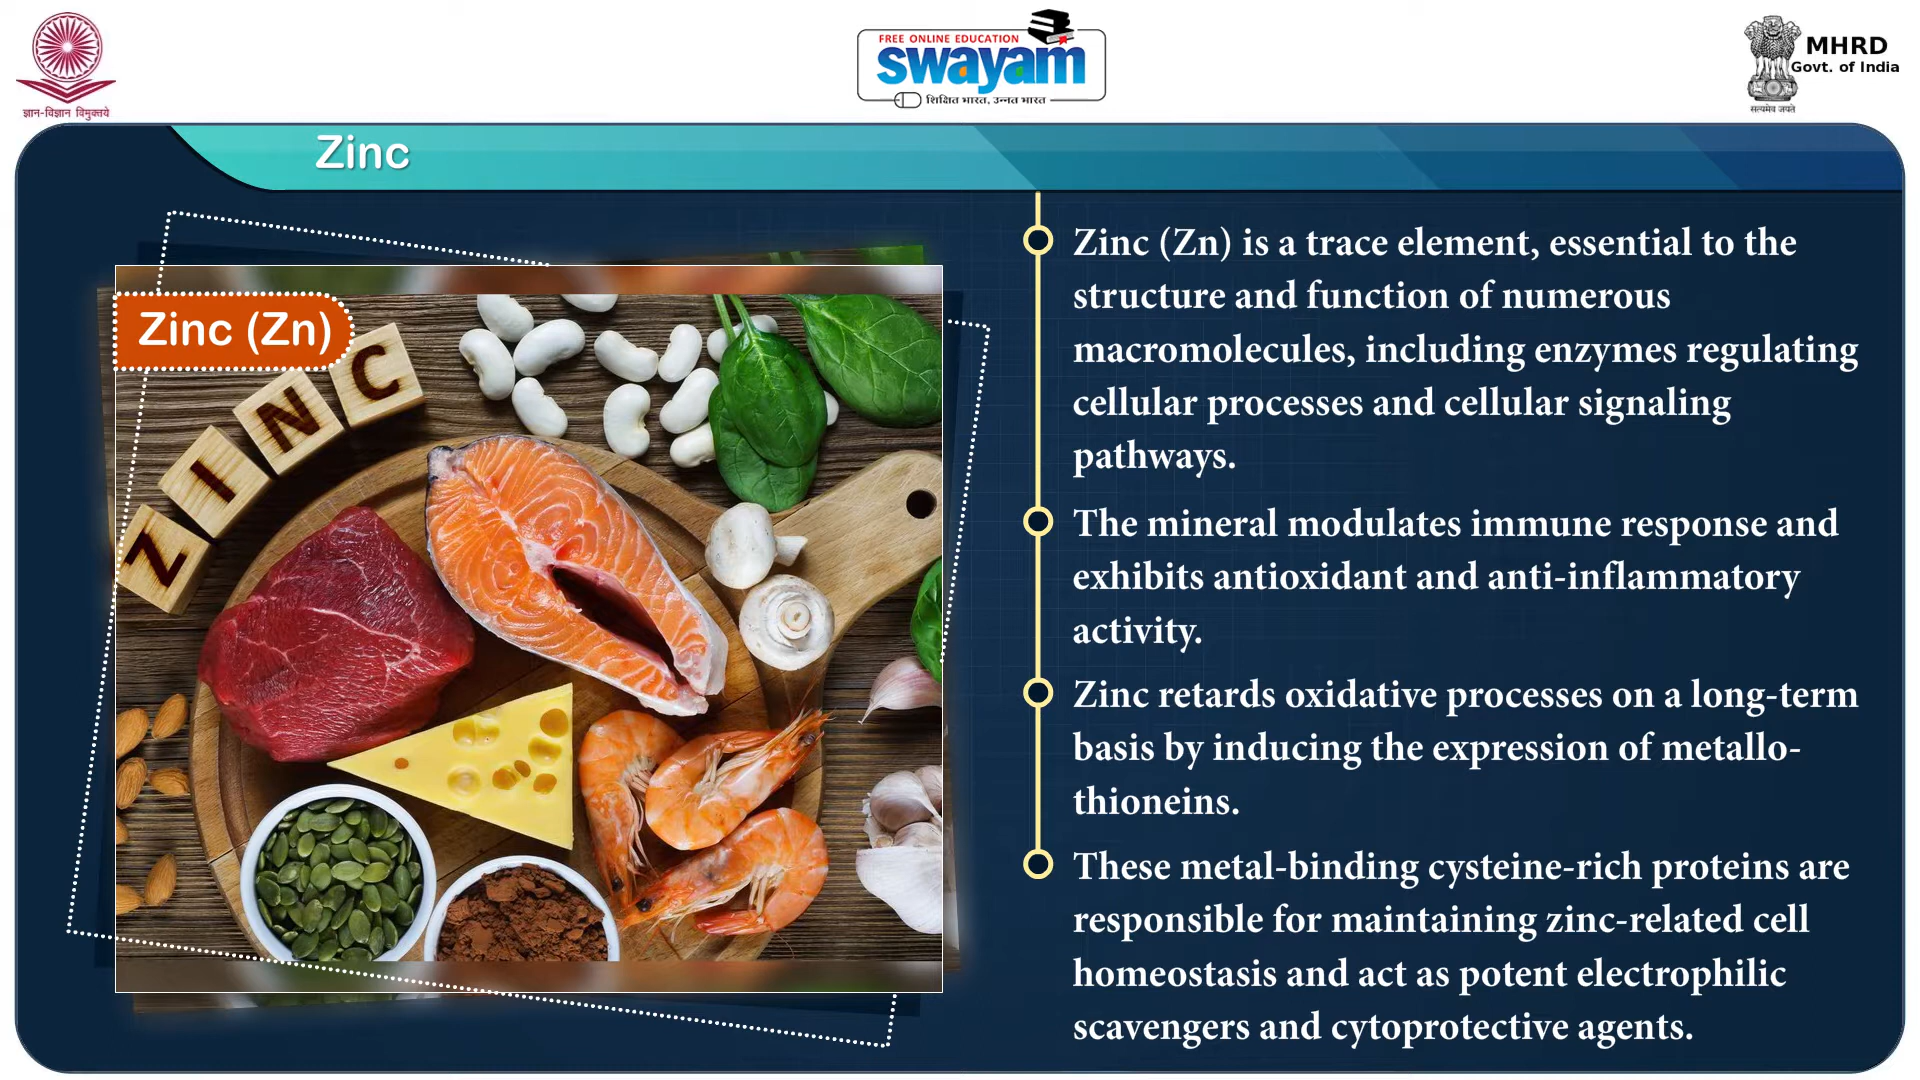 ज्ञान-विज्ञान विमुक्तये
FREE ONLINE EDUCATION
swayam
शिक्षित भारत, उन्नत भारत
MHRD
Govt. of India
सत्यमेव जयते
Zinc
Zinc (Zn)
Z I N C
Zinc (Zn) is a trace element, essential to the
structure and function of numerous
macromolecules, including enzymes regulating
cellular processes and cellular signaling
pathways.
The mineral modulates immune response and
exhibits antioxidant and anti-inflammatory
activity.
Zinc retards oxidative processes on a long-term
basis by inducing the expression of metallo-
thioneins.
These metal-binding cysteine-rich proteins are
responsible for maintaining zinc-related cell
homeostasis and act as potent electrophilic
scavengers and cytoprotective agents.